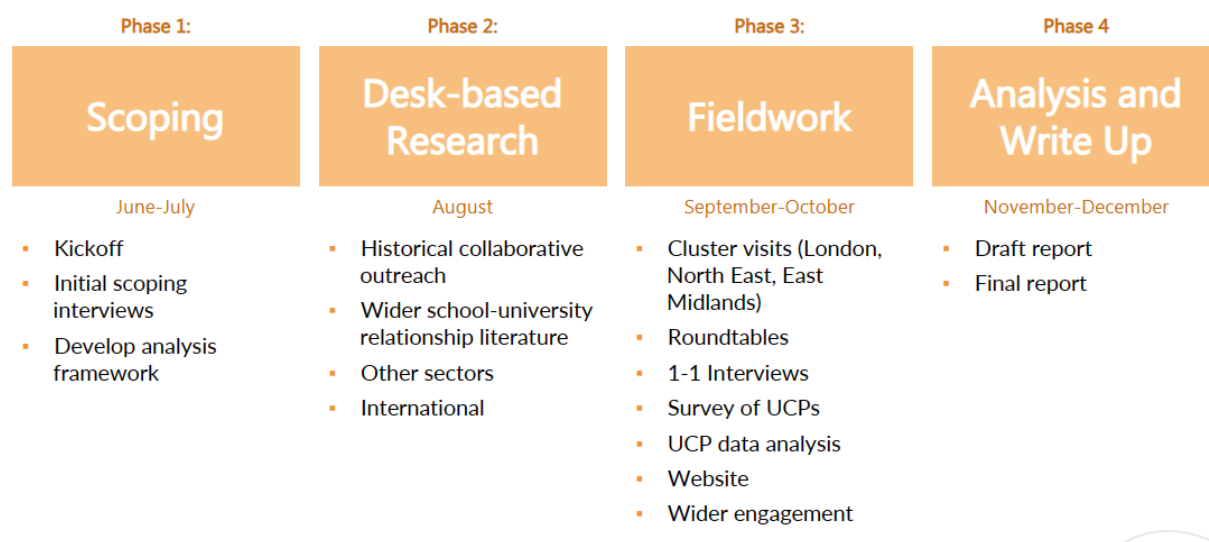 Phase 1:
Scoping
June-July
▪ Kickoff
▪ Initial scoping
interviews
▪ Develop analysis
framework
Phase 2:
Desk-based
Research
August
▪ Historical collaborative
outreach
▪ Wider school-university
relationship literature
▪ Other sectors
▪ International
Phase 3:
Fieldwork
September-October
▪ Cluster visits (London,
North East, East
Midlands)
▪ Roundtables
▪ 1-1 Interviews
▪ Survey of UCPs
▪ UCP data analysis
▪ Website
▪ Wider engagement
Phase 4
Analysis and
Write Up
November-December
▪ Draft report
▪ Final report